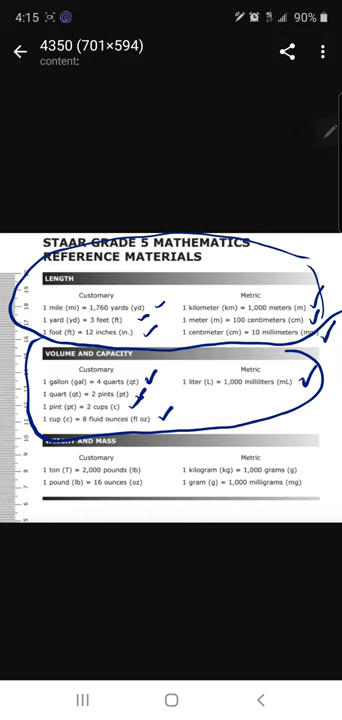 4:15
90%
4350 (701×594)
content:
STAAR GRADE 5 MATHEMATICS
REFERENCE MATERIALS
LENGTH
Customary Metric
1 mile (mi) = 1,760 yards (yd) 1 kilometer (km) = 1,000 meters (m)
1 yard (yd) = 3 feet (ft) 1 meter (m) = 100 centimeters (cm)
1 foot (ft) = 12 inches (in.) 1 centimeter (cm) = 10 millimeters (mm)
VOLUME AND CAPACITY
Customary Metric
1 gallon (gal) = 4 quarts (qt) 1 liter (L) = 1,000 milliliters (mL)
1 quart (qt) = 2 pints (pt)
1 pint (pt) = 2 cups (c)
1 cup (c) = 8 fluid ounces (fl oz)
WEIGHT AND MASS
Customary Metric
1 ton (T) = 2,000 pounds (lb) 1 kilogram (kg) = 1,000 grams (g)
1 pound (lb) = 16 ounces (oz) 1 gram (g) = 1,000 milligrams (mg)